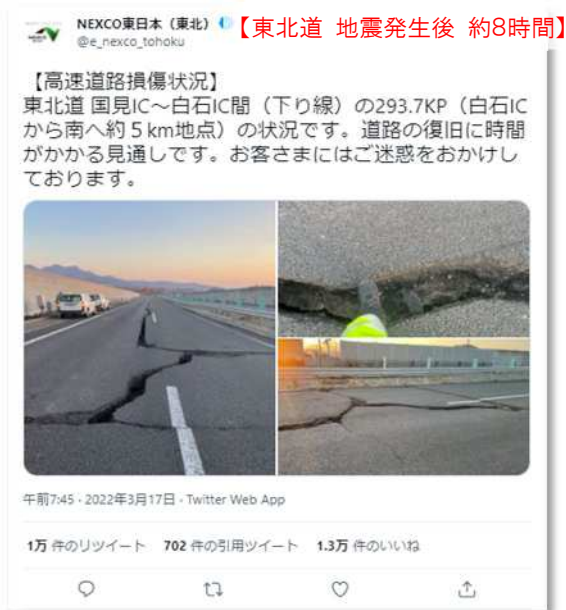 NEXCO東日本（東北）
【東北道 地震発生後 約8時間】
@e_nexco_tohoku
【高速道路損傷状況】
東北道 国見IC～白石IC間（下り線）の293.7KP（白石IC
から南へ約５km地点）の状況です。道路の復旧に時間
がかかる見通しです。お客さまにはご迷惑をおかけし
ております。
午前7:45 · 2022年3月17日 · Twitter Web App
1万 件のリツイート 702 件の引用ツイート 1.3万 件のいいね